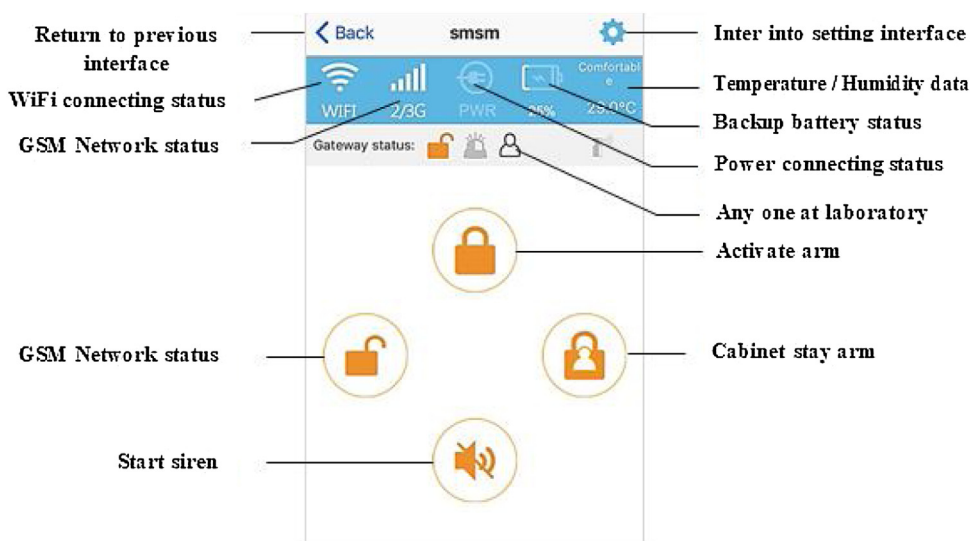 Return to previous
interface
WiFi connecting status
GSM Network status
GSM Network status
Start siren
Back
smsm
WIFI
2/3G
PWR
25%
Comfortabl
e
29.0°C
Gateway status:
Inter into setting interface
Temperature / Humidity data
Backup battery status
Power connecting status
Any one at laboratory
Activate arm
Cabinet stay arm